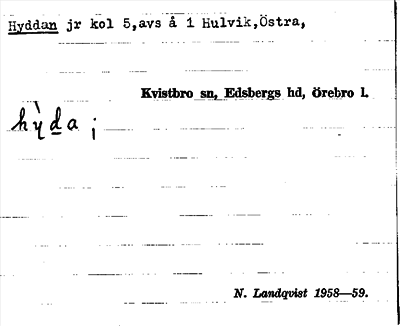 Hyddan jr kol 5,avs å 1 Hulvik,Östra,
Kvistbro sn, Edsbergs hd, Örebro l.
hỳda ;
N. Landqvist 1958—59.